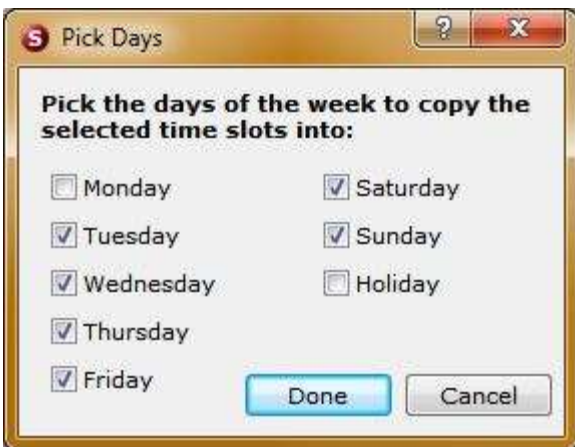 S Pick Days ? X
Pick the days of the week to copy the
selected time slots into:
Monday
Tuesday
Wednesday
Thursday
Friday
Saturday
Sunday
Holiday
Done Cancel